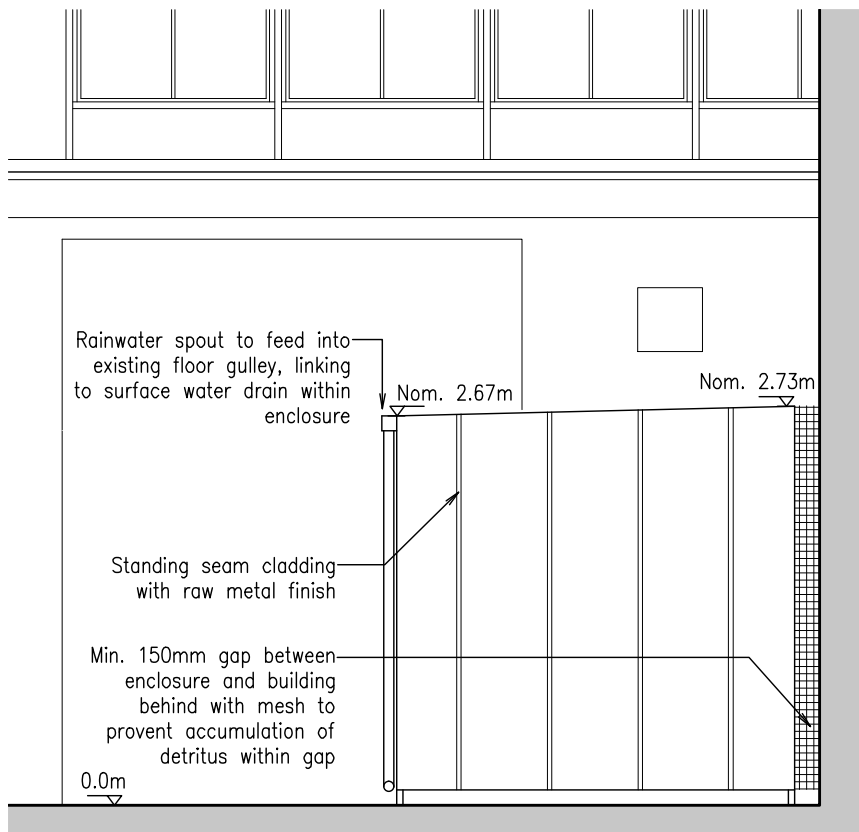 Rainwater spout to feed into
existing floor gulley, linking
to surface water drain within
enclosure
Nom. 2.67m
Nom. 2.73m
Standing seam cladding
with raw metal finish
Min. 150mm gap between
enclosure and building
behind with mesh to
provent accumulation of
detritus within gap
0.0m